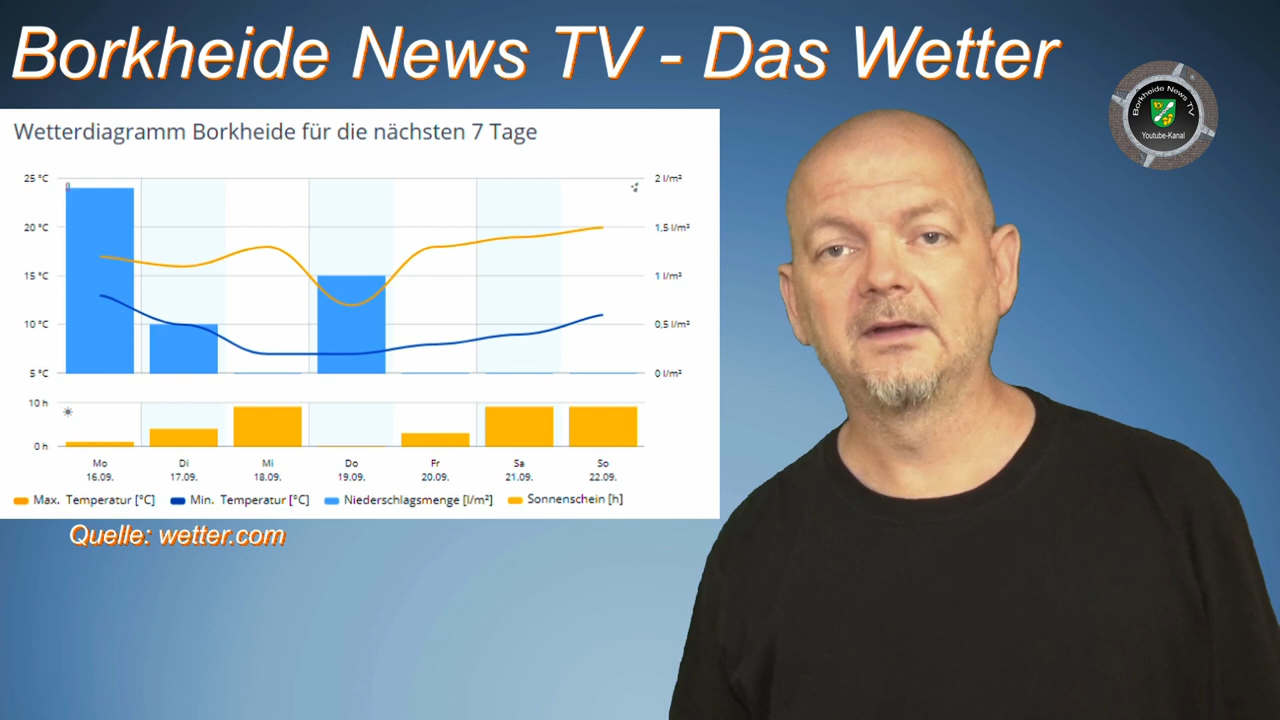 Borkheide News TV - Das Wetter
Borkheide News TV
Youtube-Kanal
Wetterdiagramm Borkheide für die nächsten 7 Tage
25 °C
2 l/m²
20 °C
1,5 l/m²
15 °C
1 l/m²
10 °C
0,5 l/m²
5 °C
0 l/m²
10 h
0 h
Mo Di Mi Do Fr Sa So
16.09. 17.09. 18.09. 19.09. 20.09. 21.09. 22.09.
Max. Temperatur [°C] Min. Temperatur [°C] Niederschlagsmenge [l/m²] Sonnenschein [h]
Quelle: wetter.com